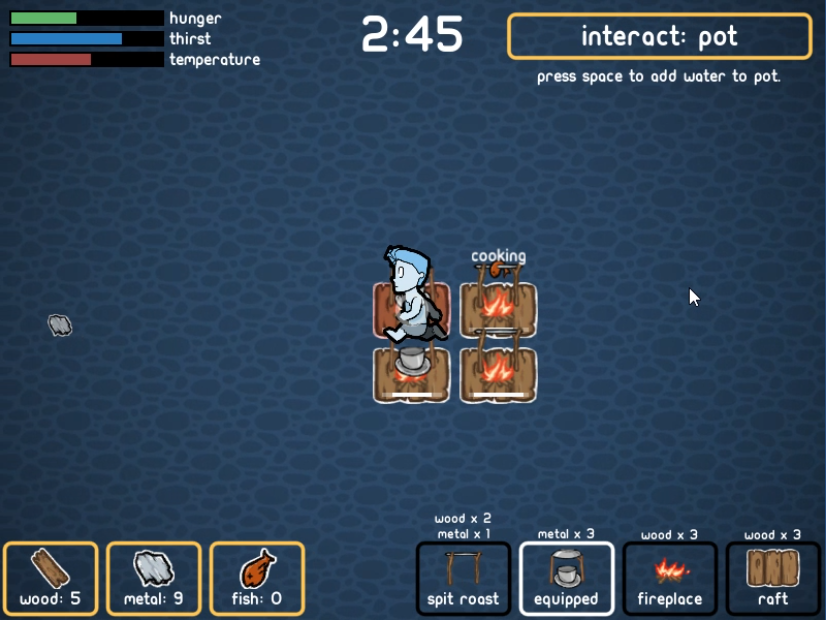 hunger
thirst
temperature
2:45
interact: pot
press space to add water to pot.
cooking
wood: 5
metal: 9
fish: 0
wood x 2
metal x 1
spit roast
metal x 3
equipped
wood x 3
fireplace
wood x 3
raft